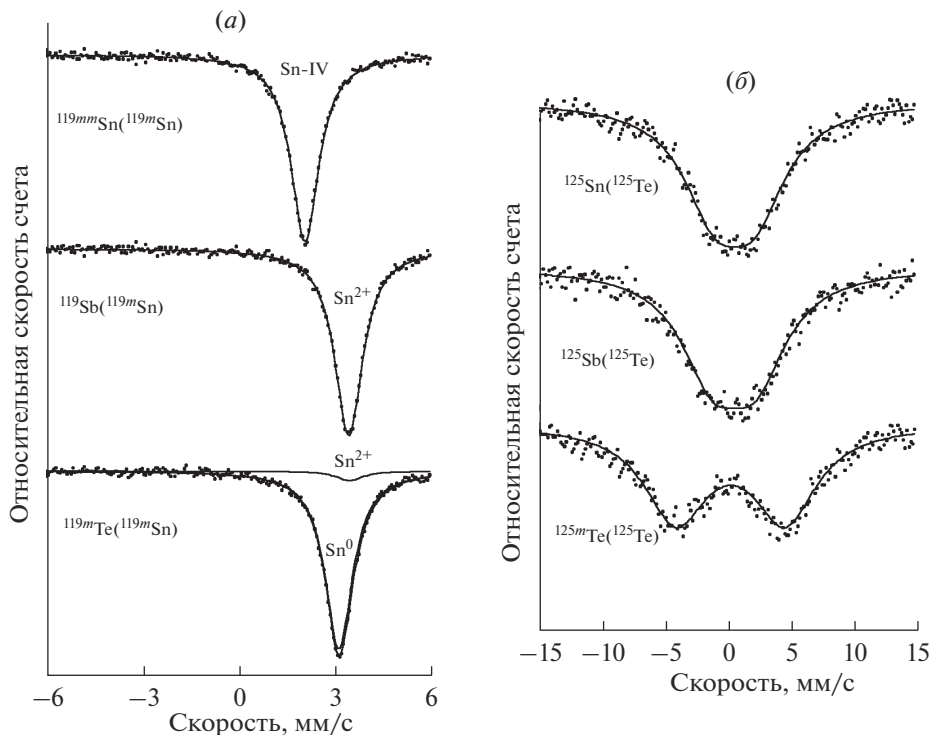 (а)
Относительная скорость счета
Sn-IV
119mmSn(119mSn)
119Sb(119mSn)
Sn2+
Sn2+
119mTe(119mSn)
Sn0
−6 −3 0 3 6
Скорость, мм/с
(б)
Относительная скорость счета
125Sn(125Te)
125Sb(125Te)
125mTe(125Te)
−15 −10 −5 0 5 10 15
Скорость, мм/с